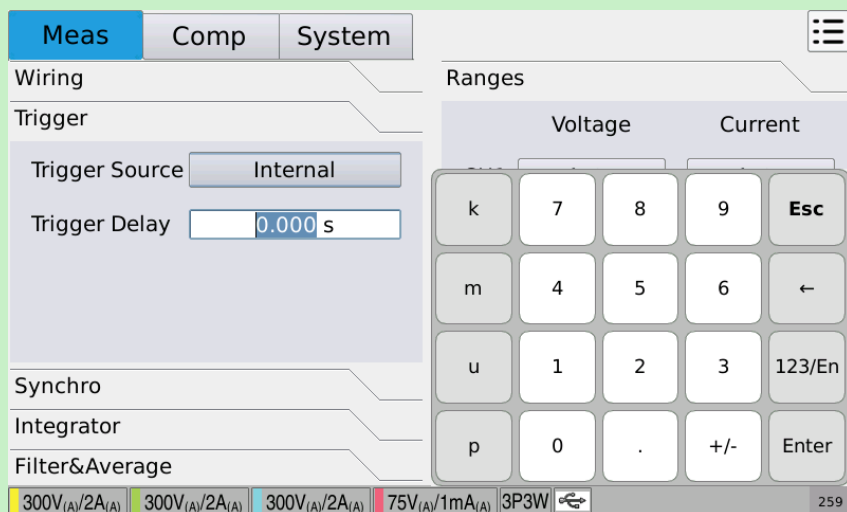 Meas Comp System
Wiring
Trigger
Trigger Source Internal
Trigger Delay 0.000 s
Synchro
Integrator
Filter&Average
Ranges
Voltage Current
k 7 8 9 Esc
m 4 5 6 ←
u 1 2 3 123/En
p 0 . +/- Enter
300V(A)/2A(A) 300V(A)/2A(A) 300V(A)/2A(A) 75V(A)/1mA(A) 3P3W 259